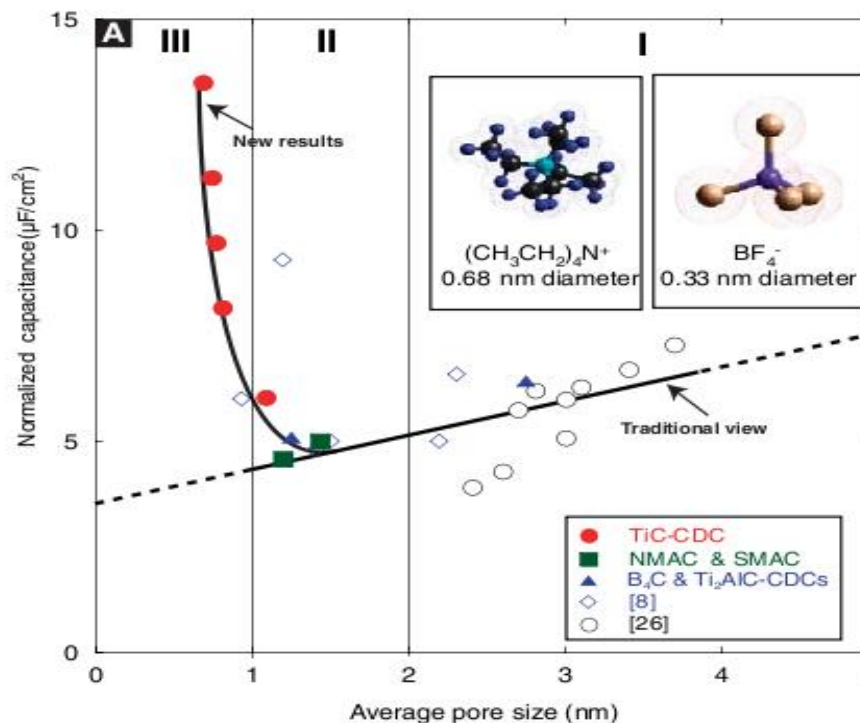 A
III
II
I
15
10
5
0
Normalized capacitance(µF/cm²)
New results
(CH₃CH₂)₄N⁺
0.68 nm diameter
BF₄⁻
0.33 nm diameter
Traditional view
TiC-CDC
NMAC & SMAC
B₄C & Ti₂AlC-CDCs
[8]
[26]
0
1
2
3
4
Average pore size (nm)